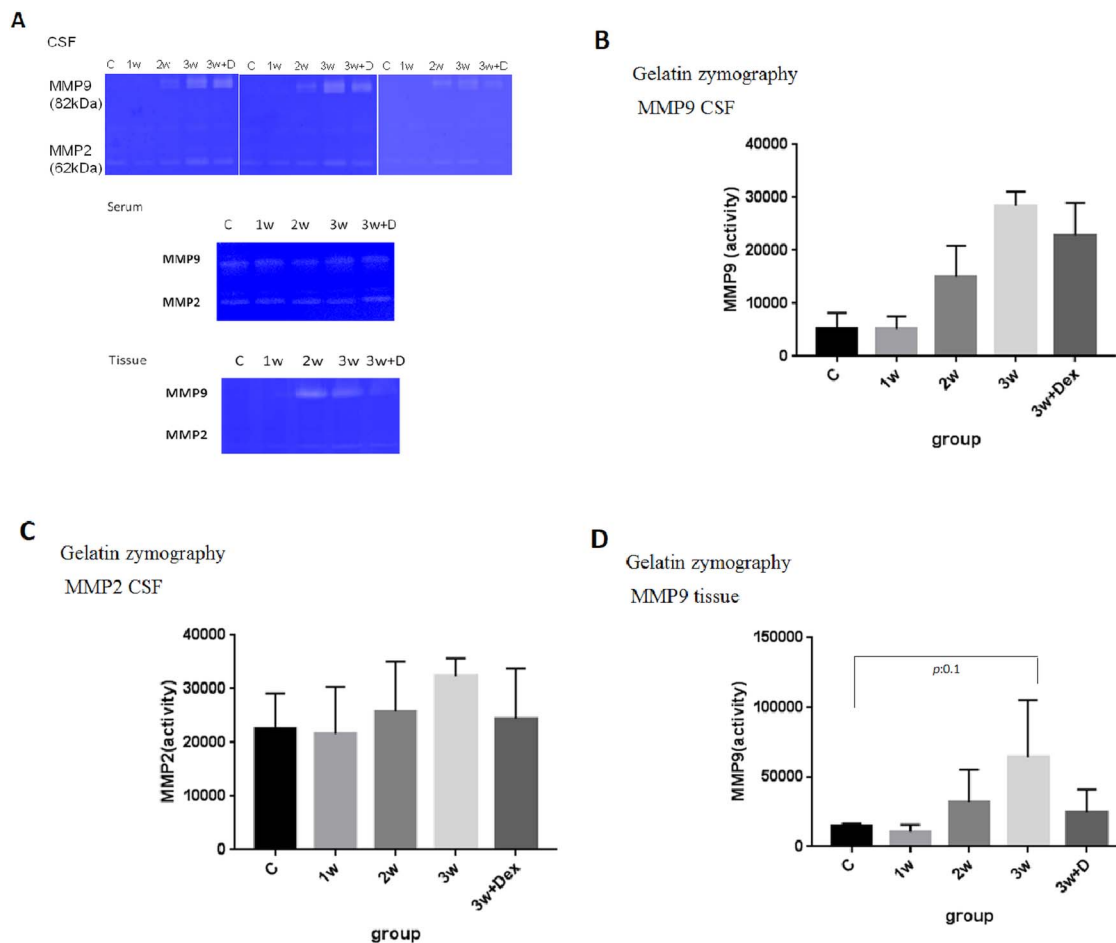 A
CSF
C 1w 2w 3w 3w+D C 1w 2w 3w 3w+D C 1w 2w 3w 3w+D
MMP9
(82kDa)
MMP2
(62kDa)
Serum
C 1w 2w 3w 3w+D
MMP9
MMP2
Tissue
C 1w 2w 3w 3w+D
MMP9
MMP2
B
Gelatin zymography
MMP9 CSF
MMP9 (activity)
40000
30000
20000
10000
0
C 1w 2w 3w 3w+Dex
group
C
Gelatin zymography
MMP2 CSF
MMP2(activity)
40000
30000
20000
10000
0
C 1w 2w 3w 3w+Dex
group
D
Gelatin zymography
MMP9 tissue
MMP9(activity)
150000
100000
50000
0
p:0.1
C 1w 2w 3w 3w+D
group